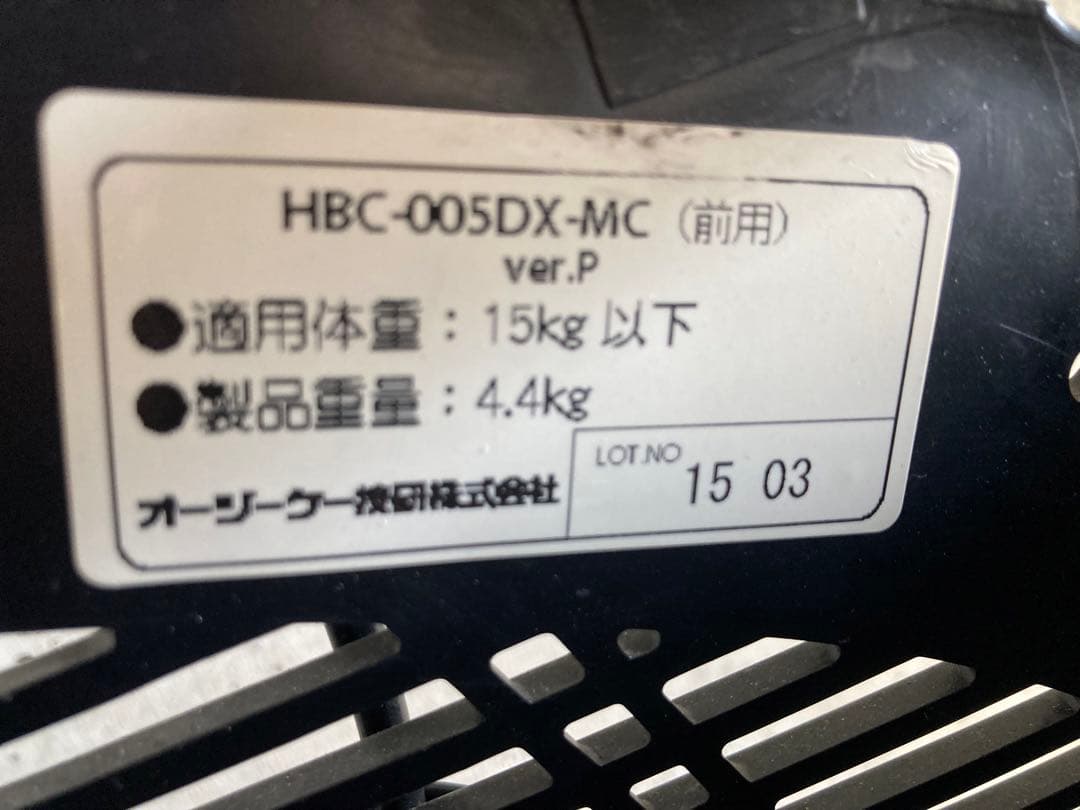 HBC-005DX-MC（前用）
ver.P
●適用体重：15kg 以下
●製品重量：4.4kg
オージーケー技研株式会社
LOT.NO 15 03